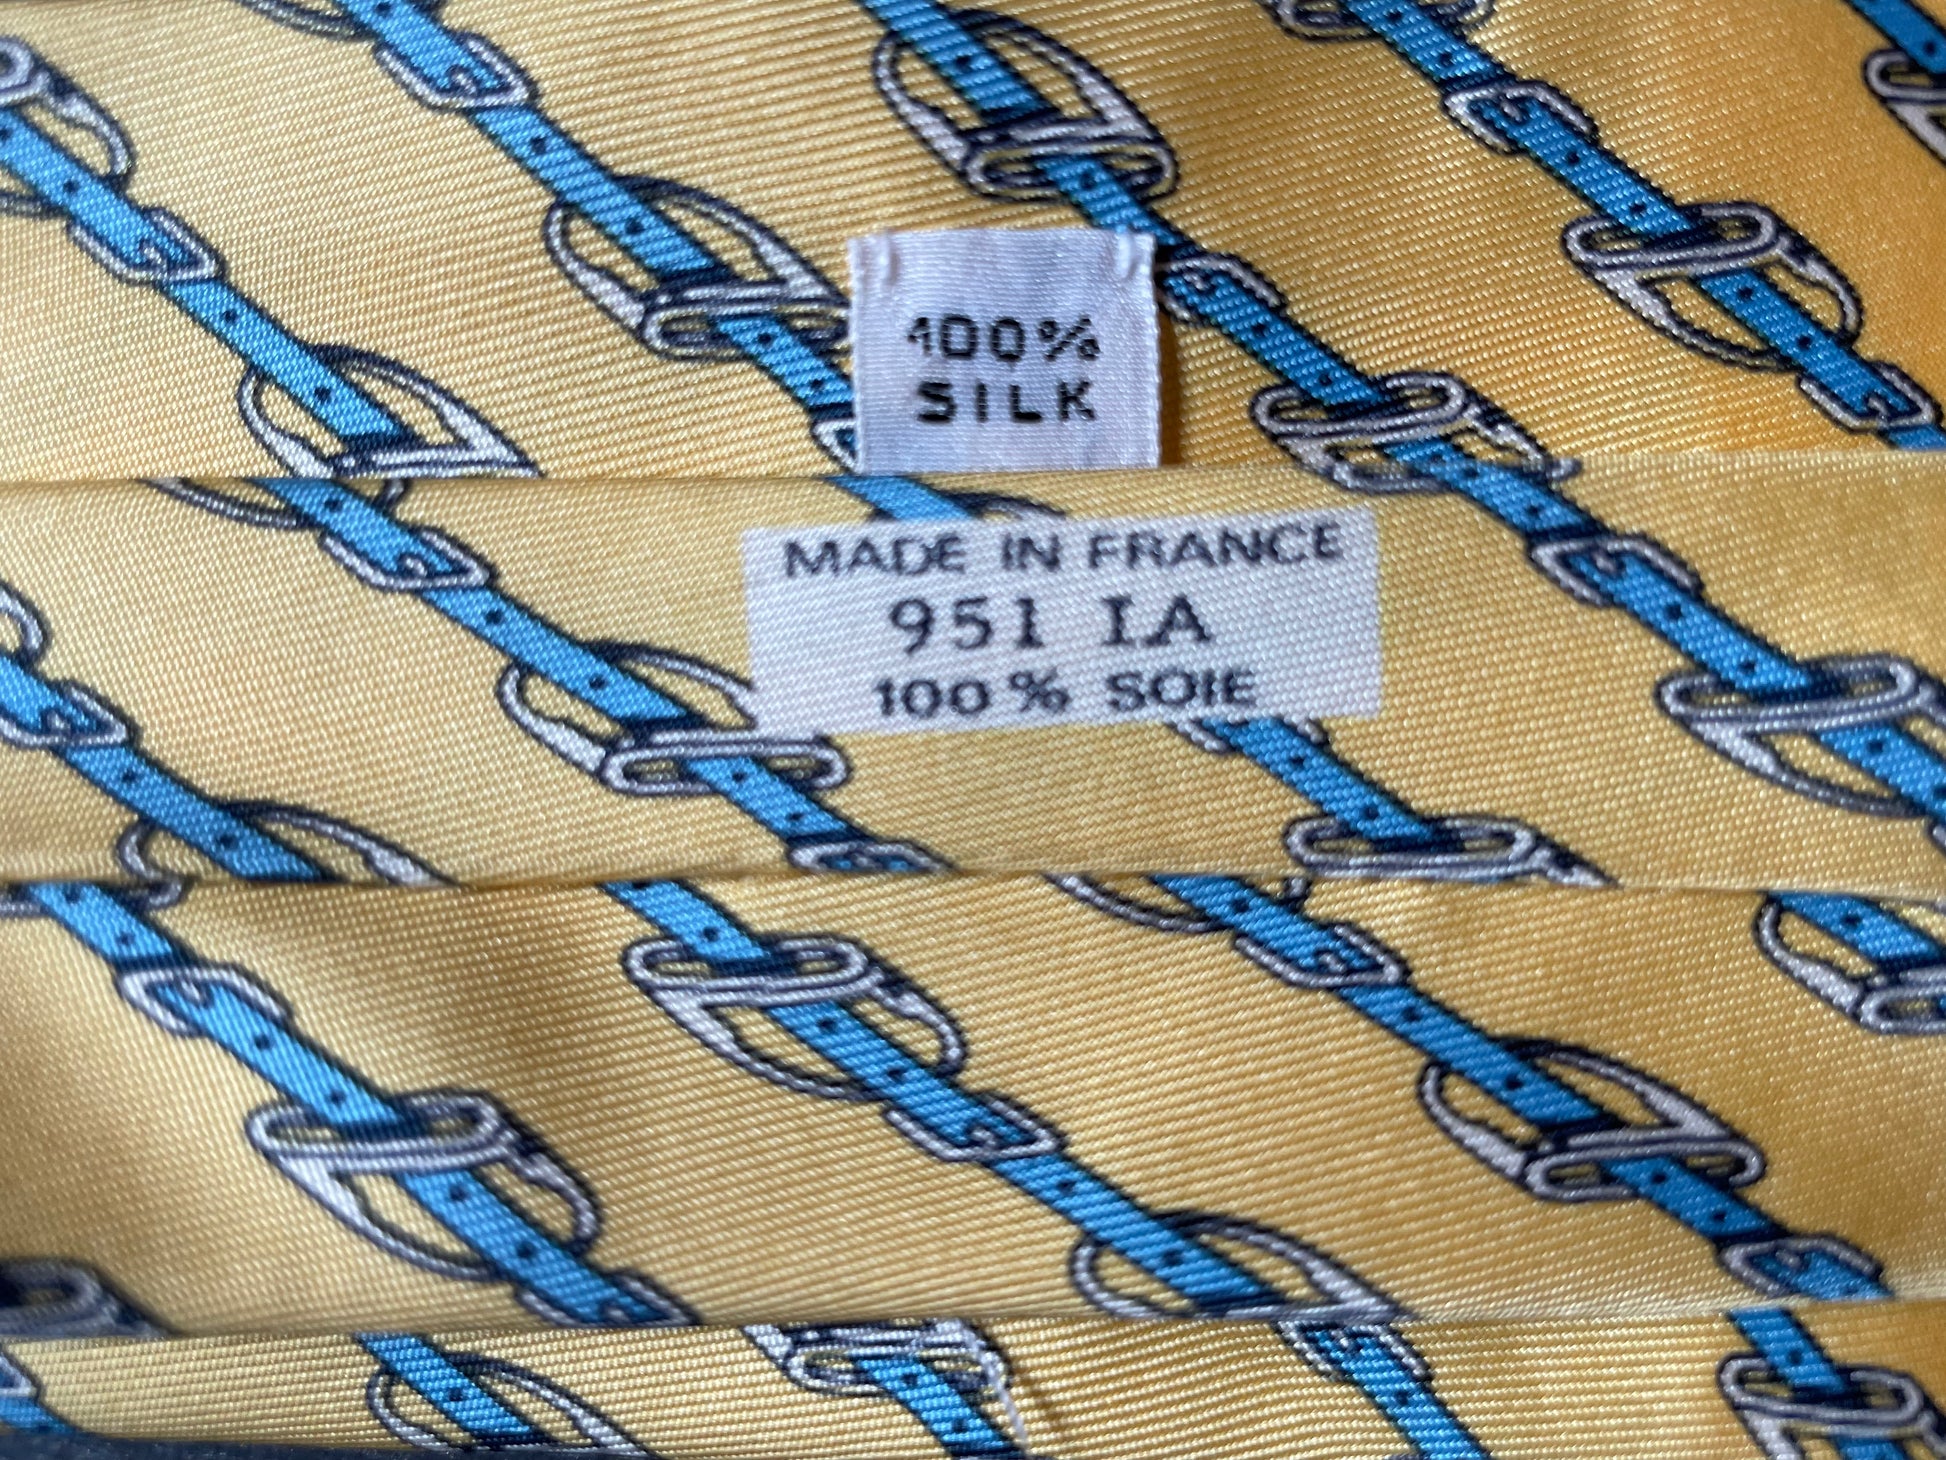 100%
SILK
MADE IN FRANCE
951 IA
100% SOIE